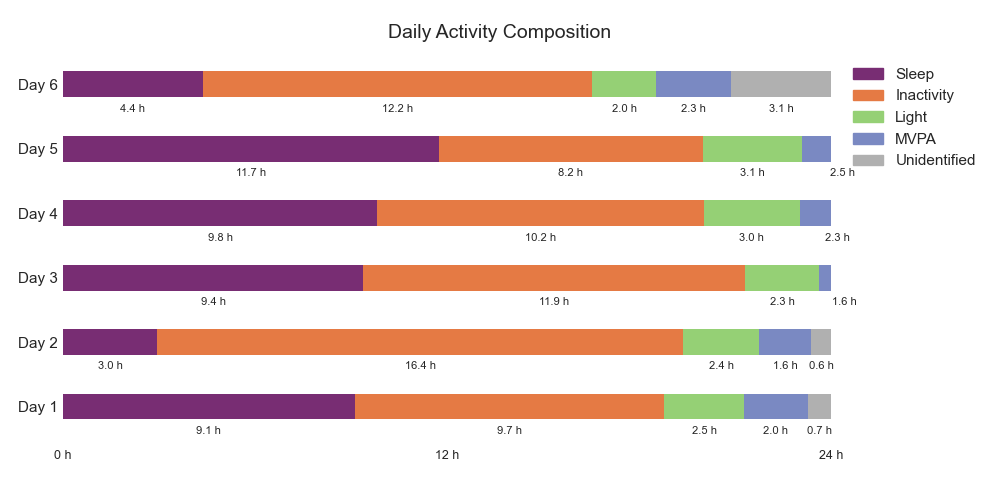 Daily Activity Composition
Day 6
4.4 h 12.2 h 2.0 h 2.3 h 3.1 h
Day 5
11.7 h 8.2 h 3.1 h 2.5 h
Day 4
9.8 h 10.2 h 3.0 h 2.3 h
Day 3
9.4 h 11.9 h 2.3 h 1.6 h
Day 2
3.0 h 16.4 h 2.4 h 1.6 h 0.6 h
Day 1
9.1 h 9.7 h 2.5 h 2.0 h 0.7 h
0 h 12 h 24 h
Sleep
Inactivity
Light
MVPA
Unidentified